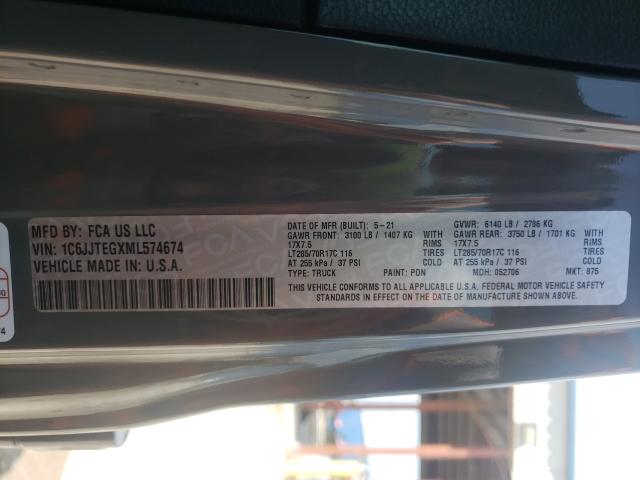 MFD BY: FCA US LLC
VIN: 1C6JJTEGXML574674
VEHICLE MADE IN U.S.A.
DATE OF MFR (BUILT): 5-21 GVWR: 6140 LB / 2786 KG
GAWR FRONT: 3100 LB / 1407 KG WITH GAWR REAR: 3750 LB / 1701 KG WITH
17X7.5 RIMS 17X7.5 RIMS
LT285/70R17C 116 TIRES LT285/70R17C 116 TIRES
AT 255 kPa / 37 PSI COLD AT 255 kPa / 37 PSI COLD
TYPE: TRUCK PAINT: PDN MDH: 052706 MKT: 875
THIS VEHICLE CONFORMS TO ALL APPLICABLE U.S.A. FEDERAL MOTOR VEHICLE SAFETY
STANDARDS IN EFFECT ON THE DATE OF MANUFACTURE SHOWN ABOVE.